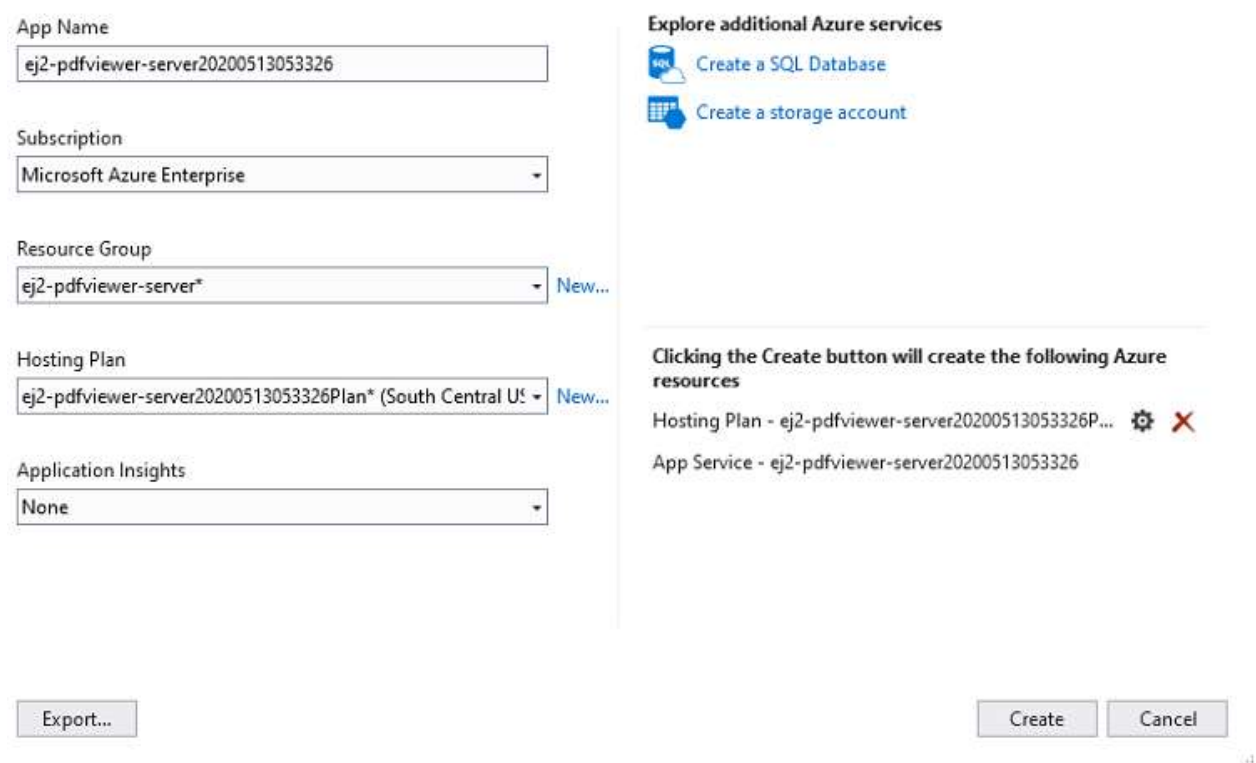 App Name
ej2-pdfviewer-server20200513053326
Subscription
Microsoft Azure Enterprise
Resource Group
ej2-pdfviewer-server*
New...
Hosting Plan
ej2-pdfviewer-server20200513053326Plan* (South Central US
New...
Application Insights
None
Explore additional Azure services
SQL
Create a SQL Database
Create a storage account
Clicking the Create button will create the following Azure
resources
Hosting Plan - ej2-pdfviewer-server20200513053326P...
App Service - ej2-pdfviewer-server20200513053326
Export...
Create
Cancel